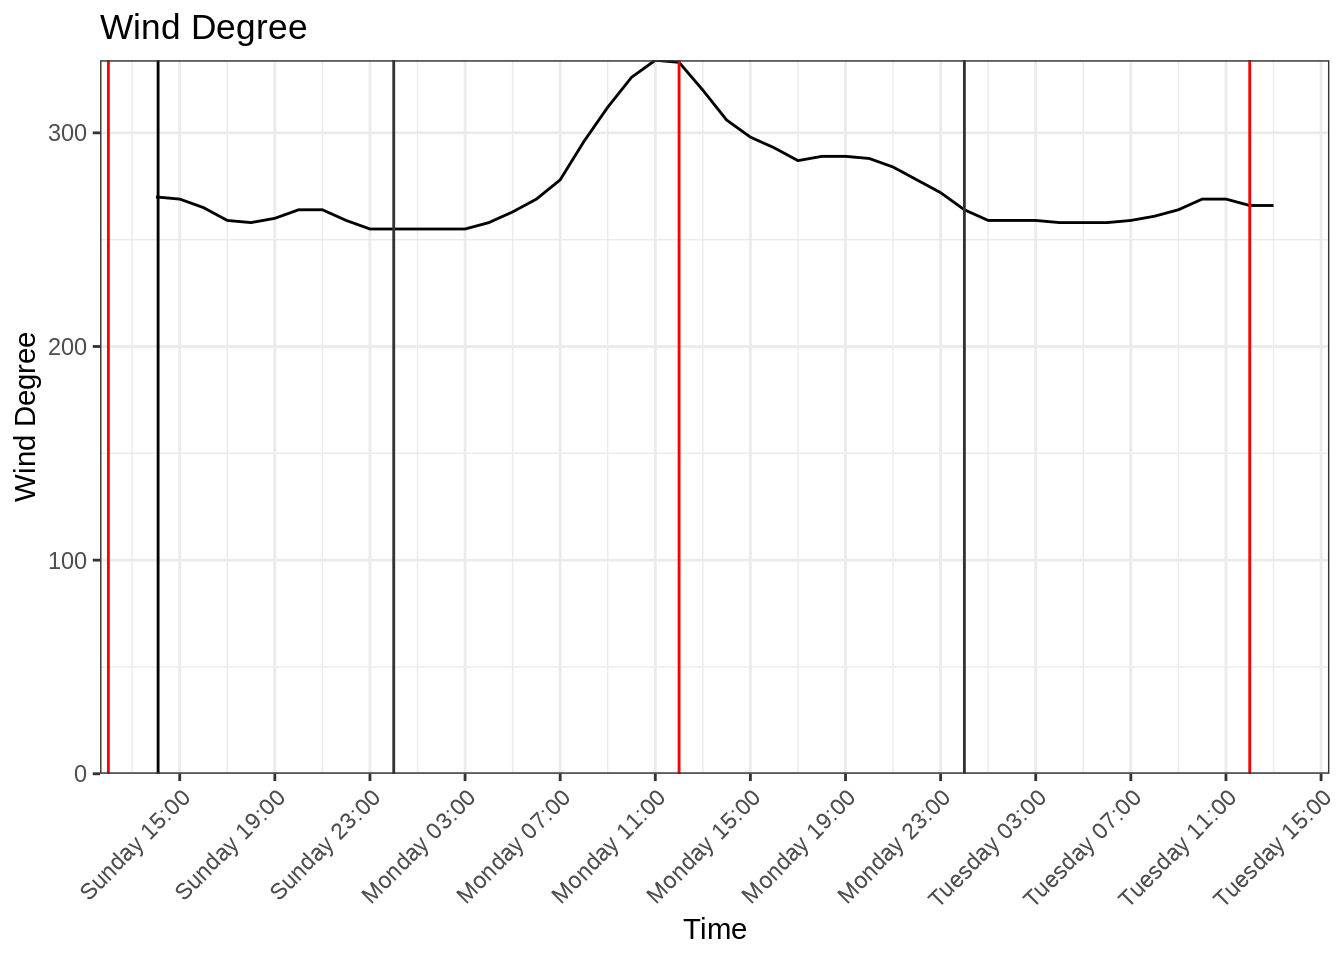 Wind Degree
300
200
100
0
Wind Degree
Sunday 15:00
Sunday 19:00
Sunday 23:00
Monday 03:00
Monday 07:00
Monday 11:00
Monday 15:00
Monday 19:00
Monday 23:00
Tuesday 03:00
Tuesday 07:00
Tuesday 11:00
Tuesday 15:00
Time